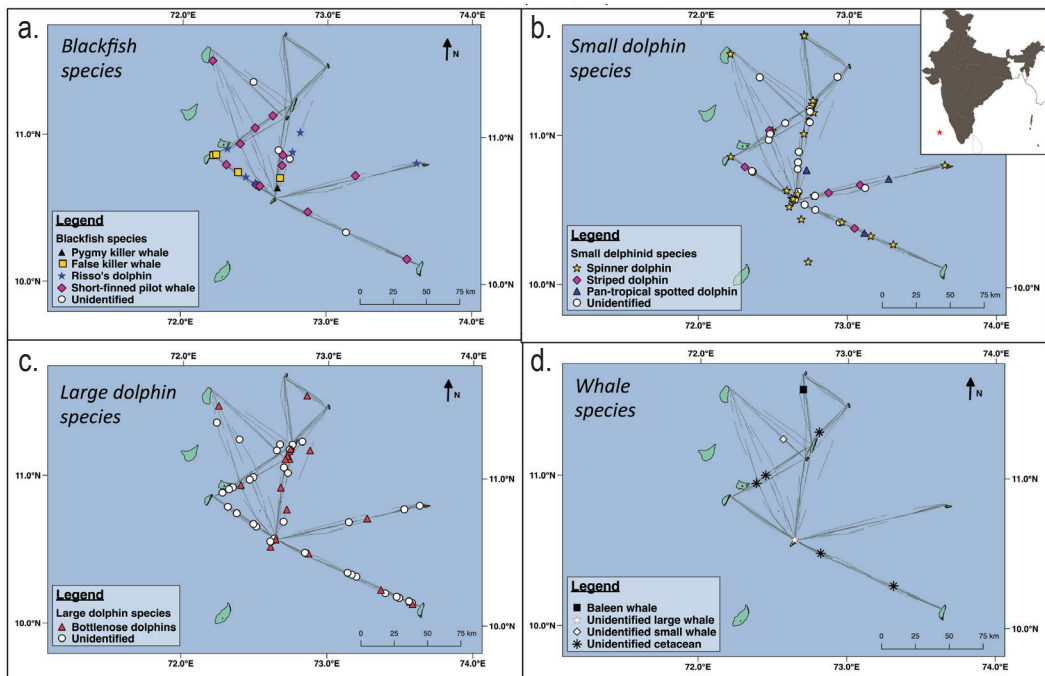 a.
72.0°E
73.0°E
74.0°E
Blackfish
species
N
11.0°N
11.0°N
10.0°N
10.0°N
Legend
Blackfish species
Pygmy killer whale
False killer whale
Risso's dolphin
Short-finned pilot whale
Unidentified
0 25 50 75 km
72.0°E
73.0°E
74.0°E
b.
72.0°E
73.0°E
Small dolphin
species
N
11.0°N
11.0°N
10.0°N
10.0°N
Legend
Small delphinid species
Spinner dolphin
Striped dolphin
Pan-tropical spotted dolphin
Unidentified
0 25 50 75 km
72.0°E
73.0°E
74.0°E
c.
72.0°E
73.0°E
74.0°E
Large dolphin
species
N
11.0°N
11.0°N
10.0°N
10.0°N
Legend
Large dolphin species
Bottlenose dolphins
Unidentified
0 25 50 75 km
72.0°E
73.0°E
74.0°E
d.
72.0°E
73.0°E
74.0°E
Whale
species
N
11.0°N
11.0°N
10.0°N
10.0°N
Legend
Baleen whale
Unidentified large whale
Unidentified small whale
Unidentified cetacean
0 25 50 75 km
72.0°E
73.0°E
74.0°E